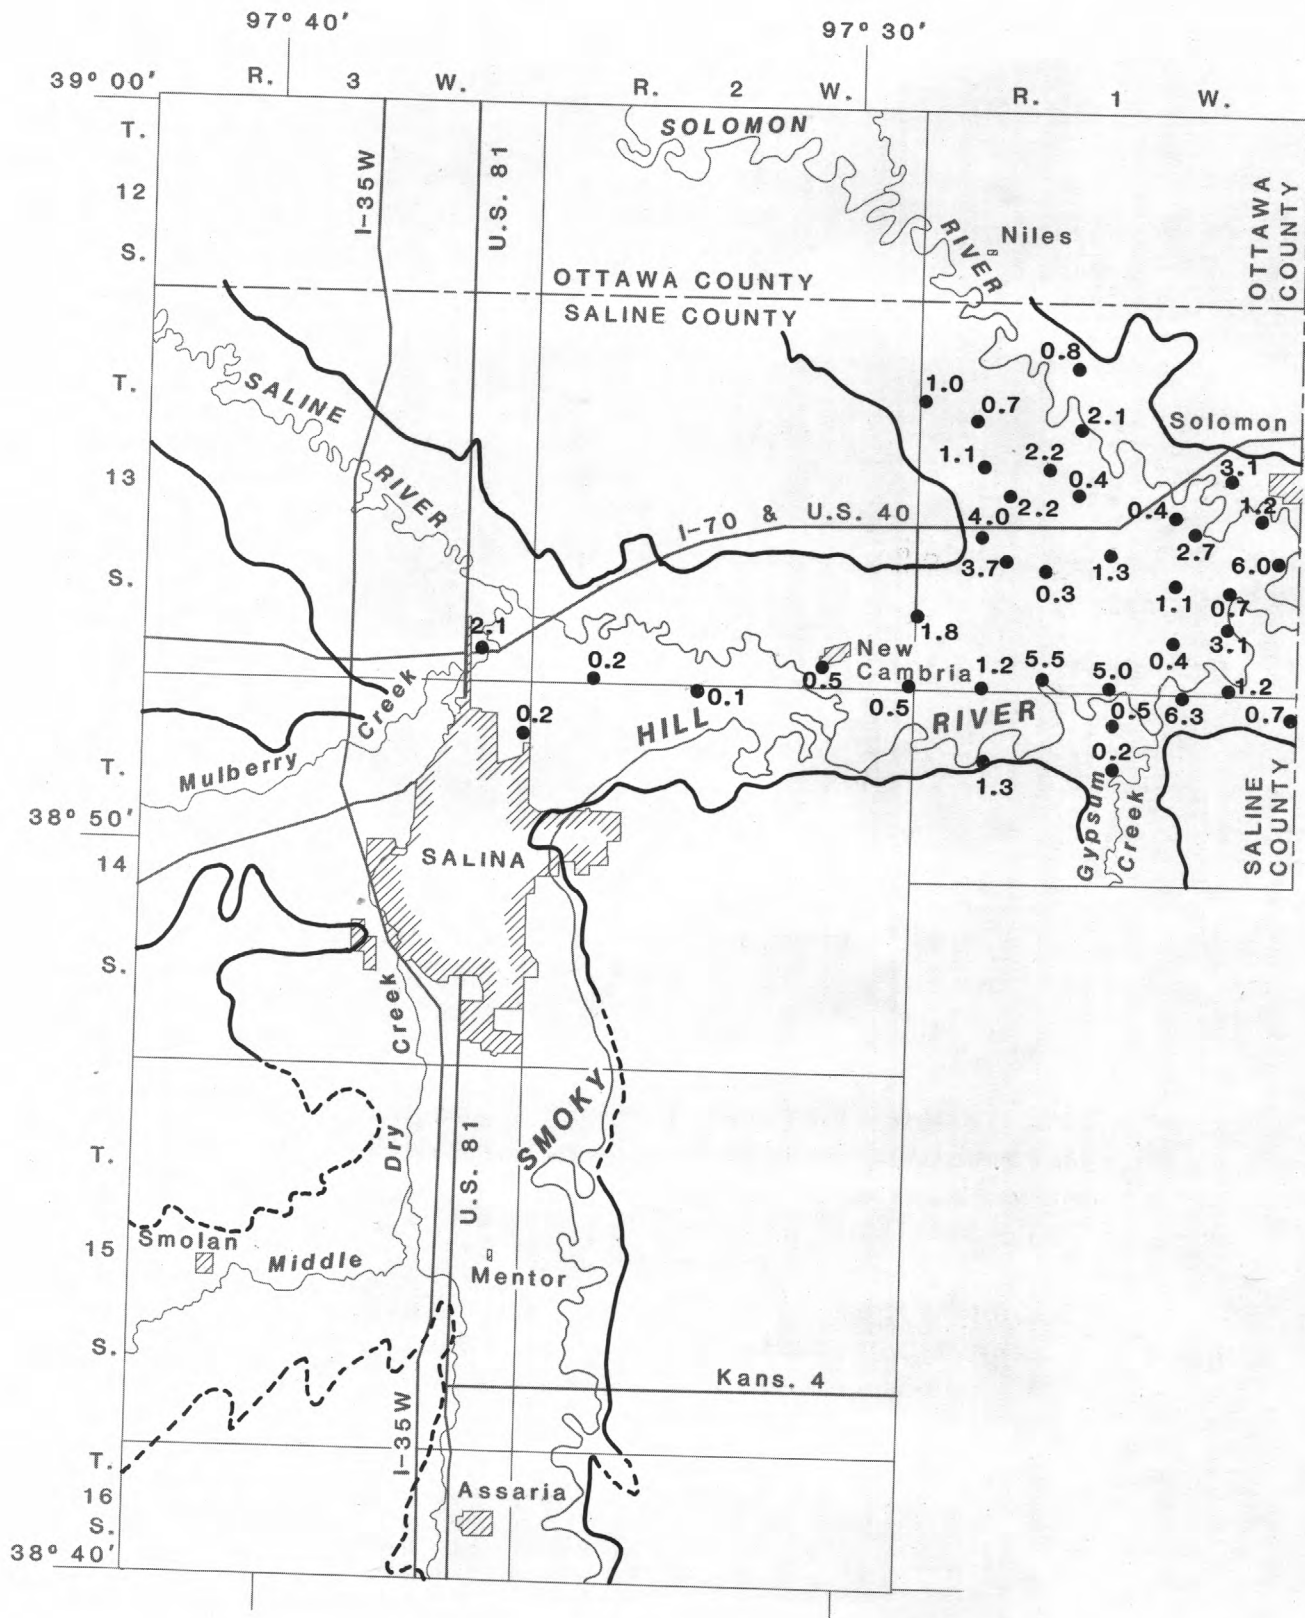 97° 40′
97° 30′
39° 00′
R. 3 W.
R. 2 W.
R. 1 W.
T.
12
S.
I-35W
U.S. 81
SOLOMON
RIVER
Niles
OTTAWA
COUNTY
OTTAWA COUNTY
SALINE COUNTY
T.
13
S.
SALINE
RIVER
0.8
1.0
0.7
2.1
Solomon
1.1
2.2
0.4
3.1
2.2
I-70 & U.S. 40
4.0
0.4
1.2
2.7
3.7
0.3
1.3
6.0
1.1
0.7
1.8
3.1
2.1
New
Cambria
0.2
0.5
1.2
5.5
5.0
0.4
0.1
0.5
1.2
0.2
0.5
6.3
0.7
0.2
1.3
HILL
RIVER
Mulberry
Creek
T.
38° 50′
14
S.
SALINA
Gypsum
Creek
SALINE
COUNTY
Dry
Creek
SMOKY
U.S. 81
T.
15
S.
Smolan
Middle
Mentor
Kans. 4
I-35W
T.
16
S.
Assaria
38° 40′